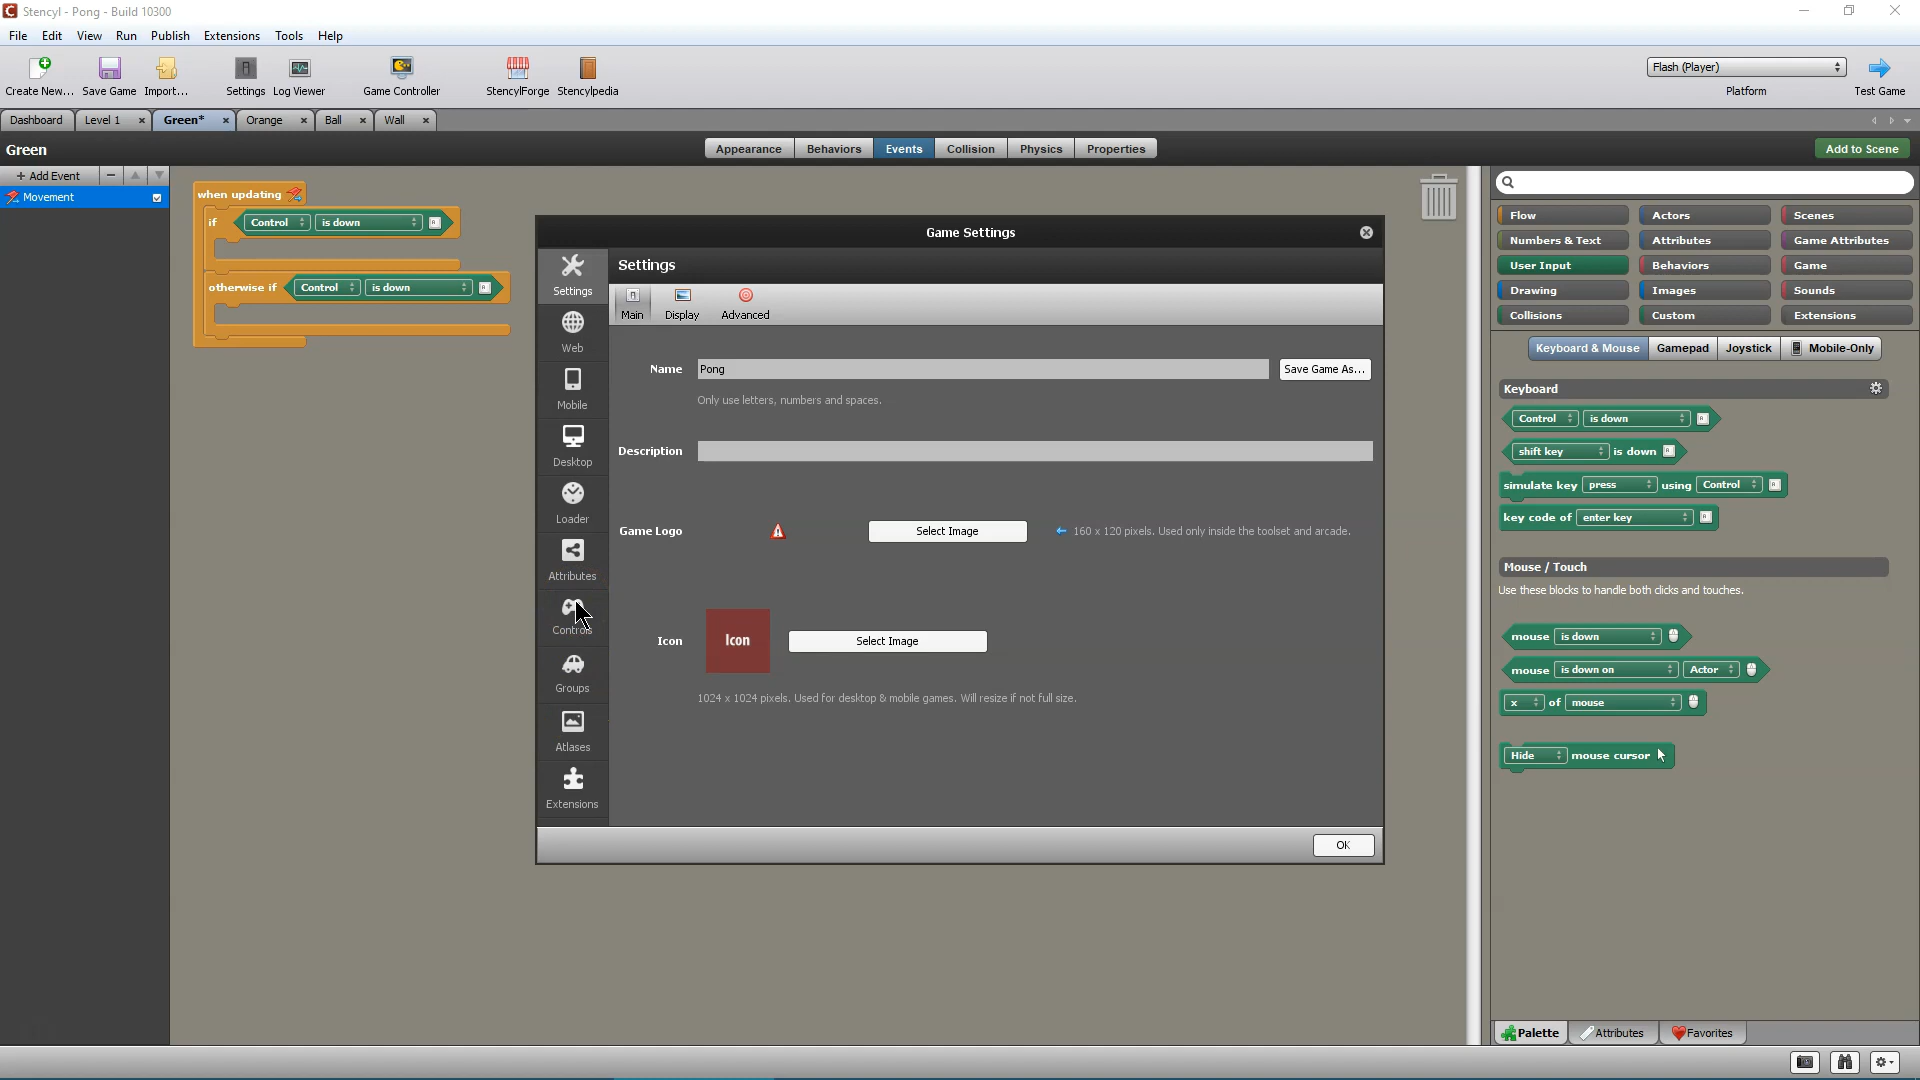 Stencyl - Pong - Build 10300
File Edit View Run Publish Extensions Tools Help
Create New... Save Game Import... Settings Log Viewer Game Controller StencylForge Stencylpedia Flash (Player) Platform Test Game
Dashboard Level 1 Green* Orange Ball Wall
Green Appearance Behaviors Events Collision Physics Properties Add to Scene
+ Add Event
Movement
when updating
if Control is down
otherwise if Control is down
Game Settings
Settings
Settings
Web
Mobile
Desktop
Loader
Attributes
Controls
Groups
Atlases
Extensions
Main Display Advanced
Name Pong Save Game As...
Only use letters, numbers and spaces.
Description
Game Logo Select Image 160 x 120 pixels. Used only inside the toolset and arcade.
Icon Icon Select Image
1024 x 1024 pixels. Used for desktop & mobile games. Will resize if not full size.
OK
Flow Actors Scenes
Numbers & Text Attributes Game Attributes
User Input Behaviors Game
Drawing Images Sounds
Collisions Custom Extensions
Keyboard & Mouse Gamepad Joystick Mobile-Only
Keyboard
Control is down
shift key is down
simulate key press using Control
key code of enter key
Mouse / Touch
Use these blocks to handle both clicks and touches.
mouse is down
mouse is down on Actor
x of mouse
Hide mouse cursor
Palette Attributes Favorites